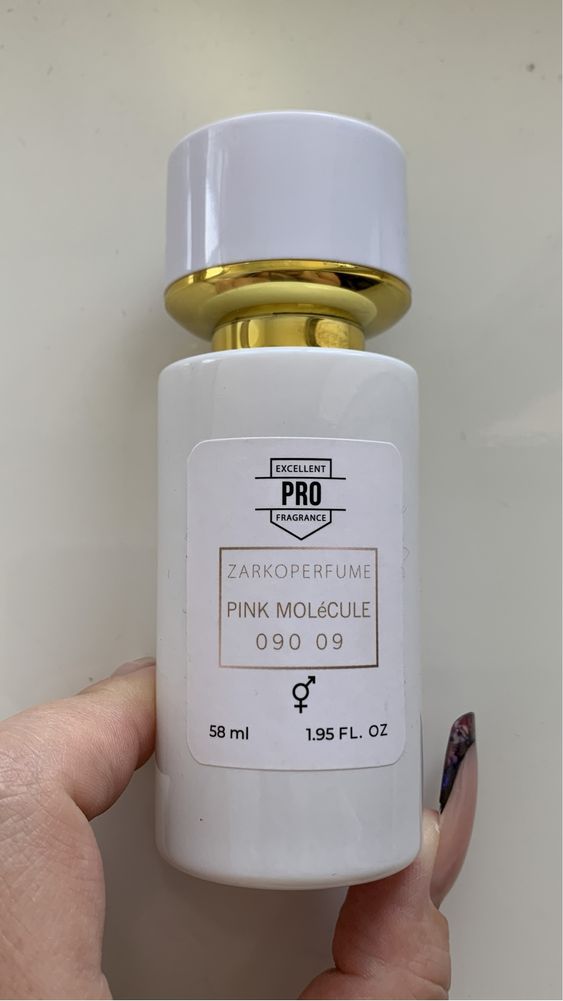 EXCELLENT
PRO
FRAGRANCE
ZARKOPERFUME
PINK MOLéCULE
090 09
58 ml 1.95 FL. OZ